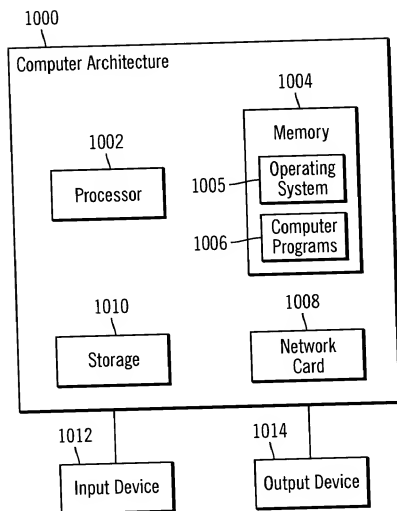 1000
Computer Architecture
1004
Memory
1002
Processor
1005
Operating
System
1006
Computer
Programs
1010
Storage
1008
Network
Card
1012
Input Device
1014
Output Device